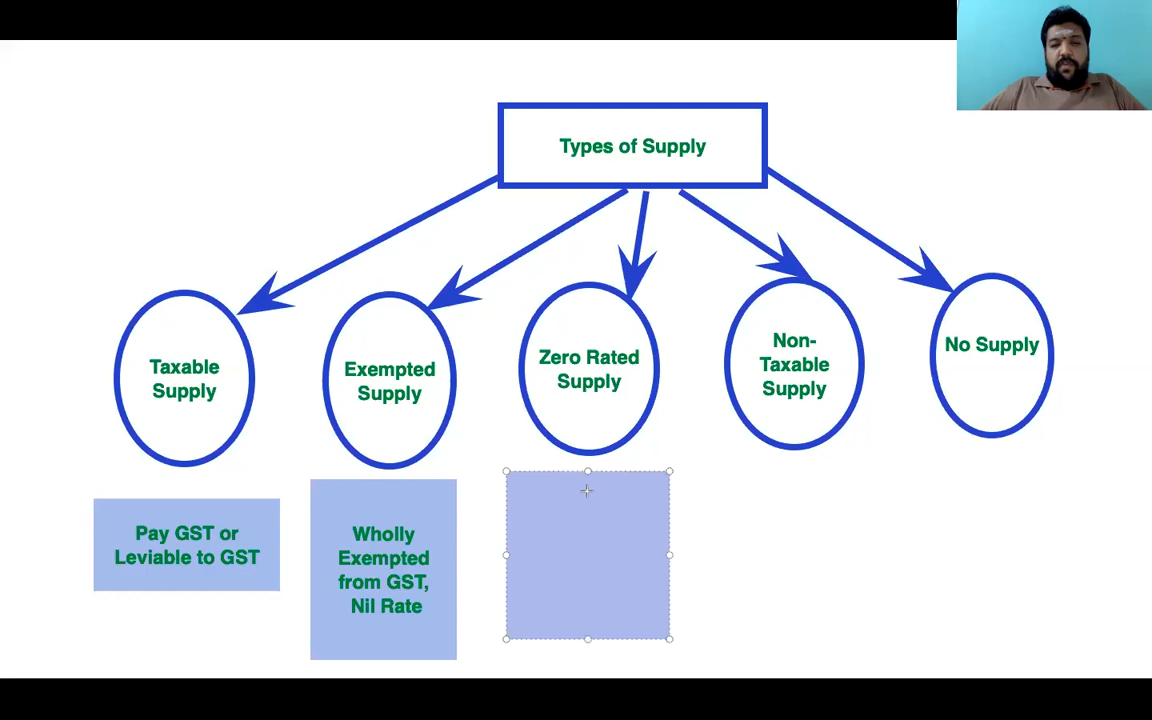 Types of Supply
Taxable
Supply
Exempted
Supply
Zero Rated
Supply
Non-
Taxable
Supply
No Supply
Pay GST or
Leviable to GST
Wholly
Exempted
from GST,
Nil Rate